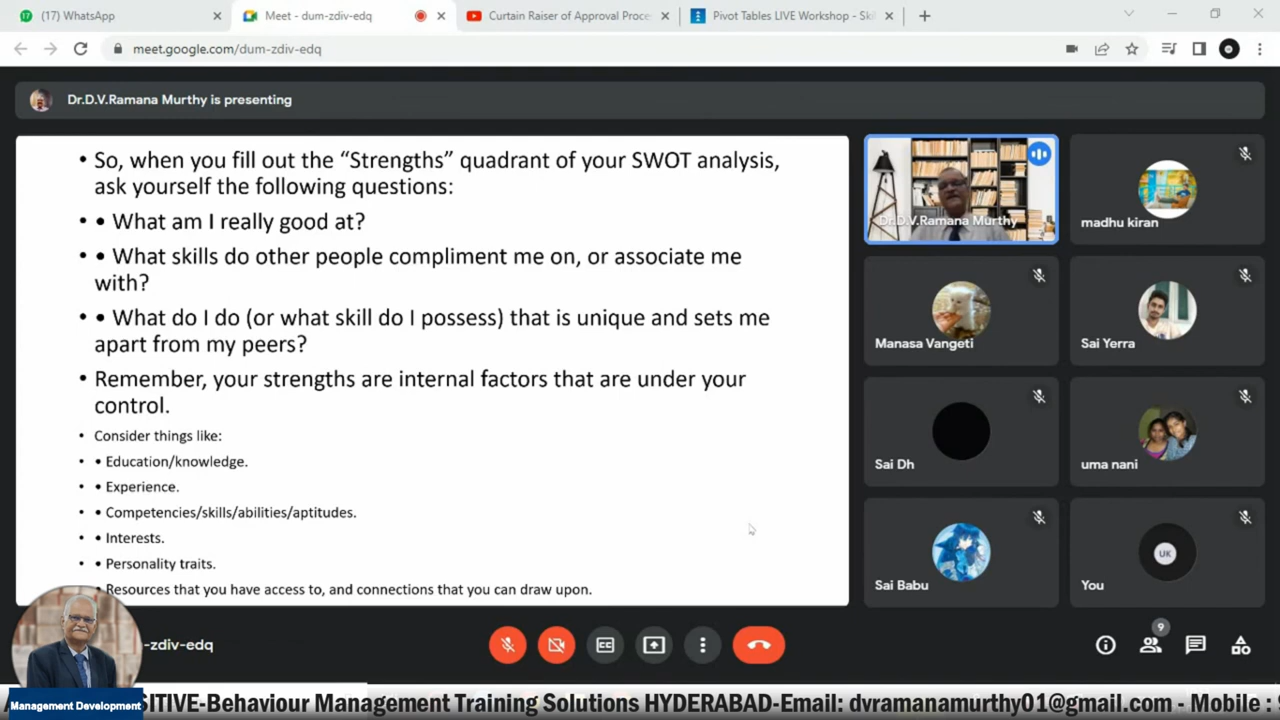 (17) WhatsApp
Meet - dum-zdiv-edq
Curtain Raiser of Approval Proce
Pivot Tables LIVE Workshop - Ski
meet.google.com/dum-zdiv-edq
Dr.D.V.Ramana Murthy is presenting
• So, when you fill out the “Strengths” quadrant of your SWOT analysis,
ask yourself the following questions:
• • What am I really good at?
• • What skills do other people compliment me on, or associate me
with?
• • What do I do (or what skill do I possess) that is unique and sets me
apart from my peers?
• Remember, your strengths are internal factors that are under your
control.
• Consider things like:
• • Education/knowledge.
• • Experience.
• • Competencies/skills/abilities/aptitudes.
• • Interests.
• • Personality traits.
• Resources that you have access to, and connections that you can draw upon.
Dr.D.V.Ramana Murthy
madhu kiran
Manasa Vangeti
Sai Yerra
Sai Dh
uma nani
Sai Babu
UK
You
-zdiv-edq
CC
9
Management Development
SITIVE-Behaviour Management Training Solutions HYDERABAD-Email: dvramanamurthy01@gmail.com - Mobile :